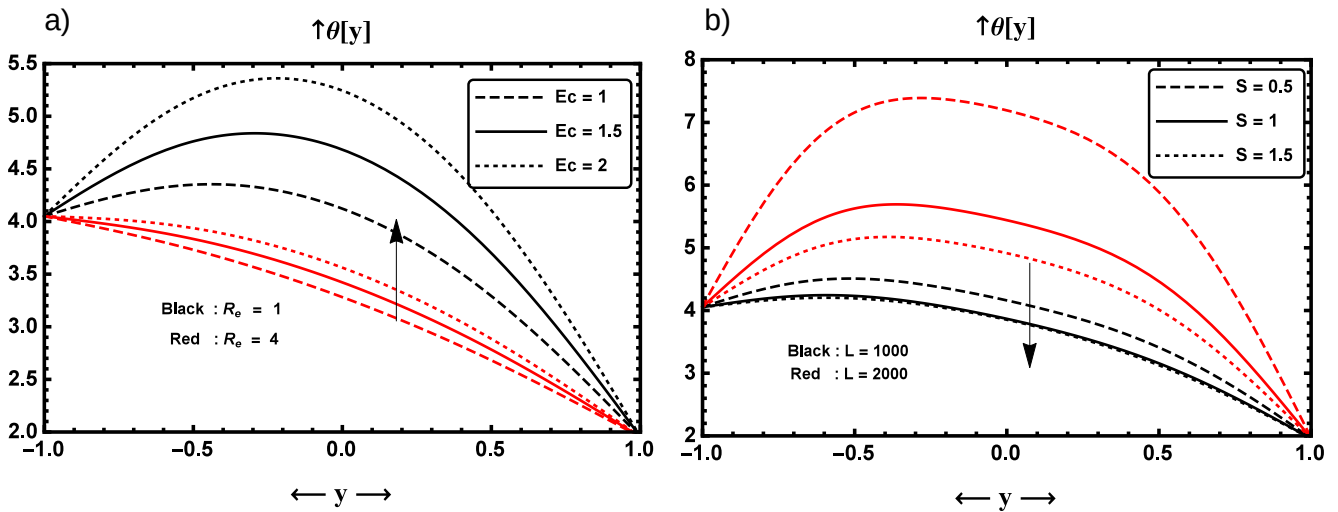 a)
↑θ[y]
5.5
5.0
4.5
4.0
3.5
3.0
2.5
2.0
Ec = 1
Ec = 1.5
Ec = 2
Black : Re = 1
Red : Re = 4
−1.0 −0.5 0.0 0.5 1.0
⟵ y ⟶
b)
↑θ[y]
8
7
6
5
4
3
2
S = 0.5
S = 1
S = 1.5
Black : L = 1000
Red : L = 2000
−1.0 −0.5 0.0 0.5 1.0
⟵ y ⟶